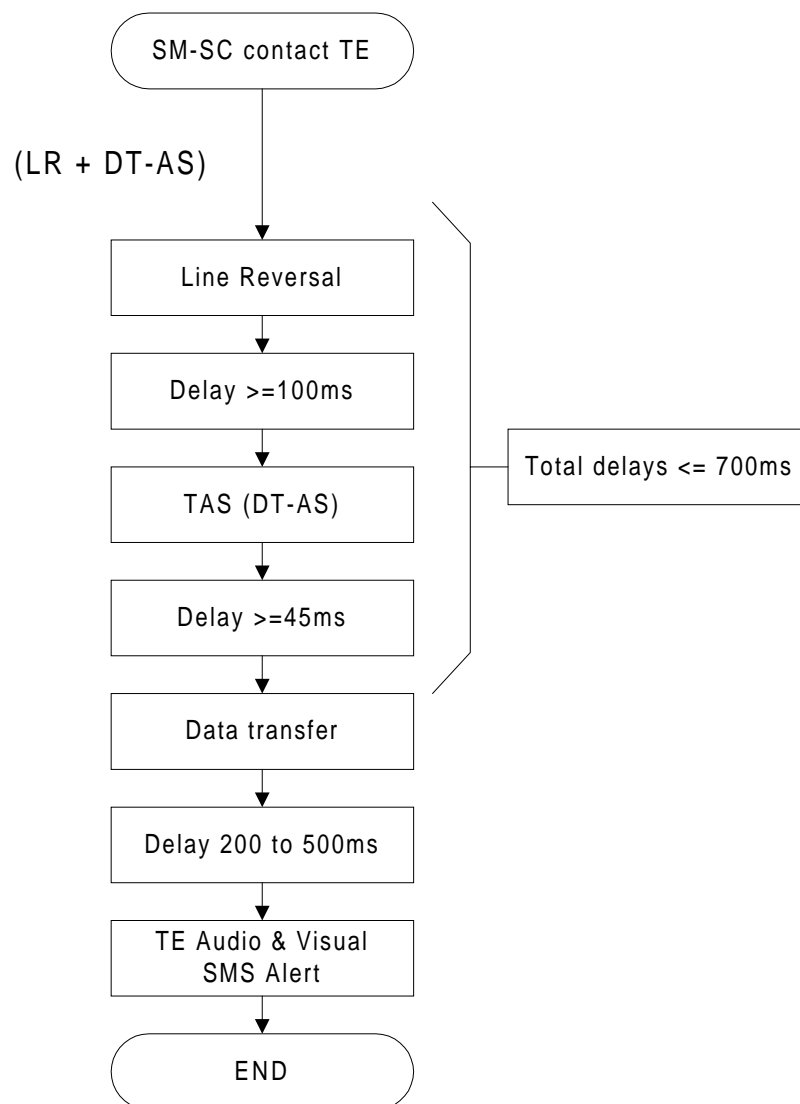 SM-SC contact TE
(LR + DT-AS)
Line Reversal
Delay >=100ms
TAS (DT-AS)
Delay >=45ms
Total delays <= 700ms
Data transfer
Delay 200 to 500ms
TE Audio & Visual
SMS Alert
END